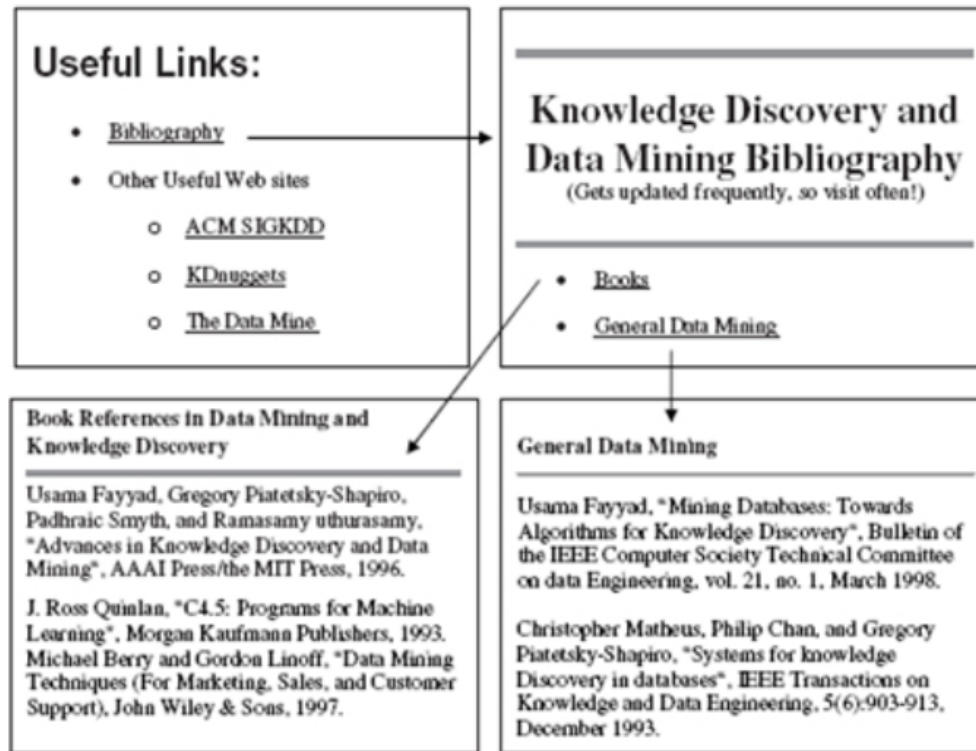 Useful Links:
• Bibliography
• Other Useful Web sites
o ACM SIGKDD
o KDnuggets
o The Data Mine
Knowledge Discovery and
Data Mining Bibliography
(Gets updated frequently, so visit often!)
• Books
• General Data Mining
Book References in Data Mining and
Knowledge Discovery
Usama Fayyad, Gregory Piatetsky-Shapiro,
Padhraic Smyth, and Ramasamy uthurasamy,
"Advances in Knowledge Discovery and Data
Mining", AAAI Press/the MIT Press, 1996.
J. Ross Quinlan, "C4.5: Programs for Machine
Learning", Morgan Kaufmann Publishers, 1993.
Michael Berry and Gordon Linoff, "Data Mining
Techniques (For Marketing, Sales, and Customer
Support), John Wiley & Sons, 1997.
General Data Mining
Usama Fayyad, "Mining Databases: Towards
Algorithms for Knowledge Discovery", Bulletin of
the IEEE Computer Society Technical Committee
on data Engineering, vol. 21, no. 1, March 1998.
Christopher Matheus, Philip Chan, and Gregory
Piatetsky-Shapiro, "Systems for knowledge
Discovery in databases", IEEE Transactions on
Knowledge and Data Engineering, 5(6):903-913,
December 1993.